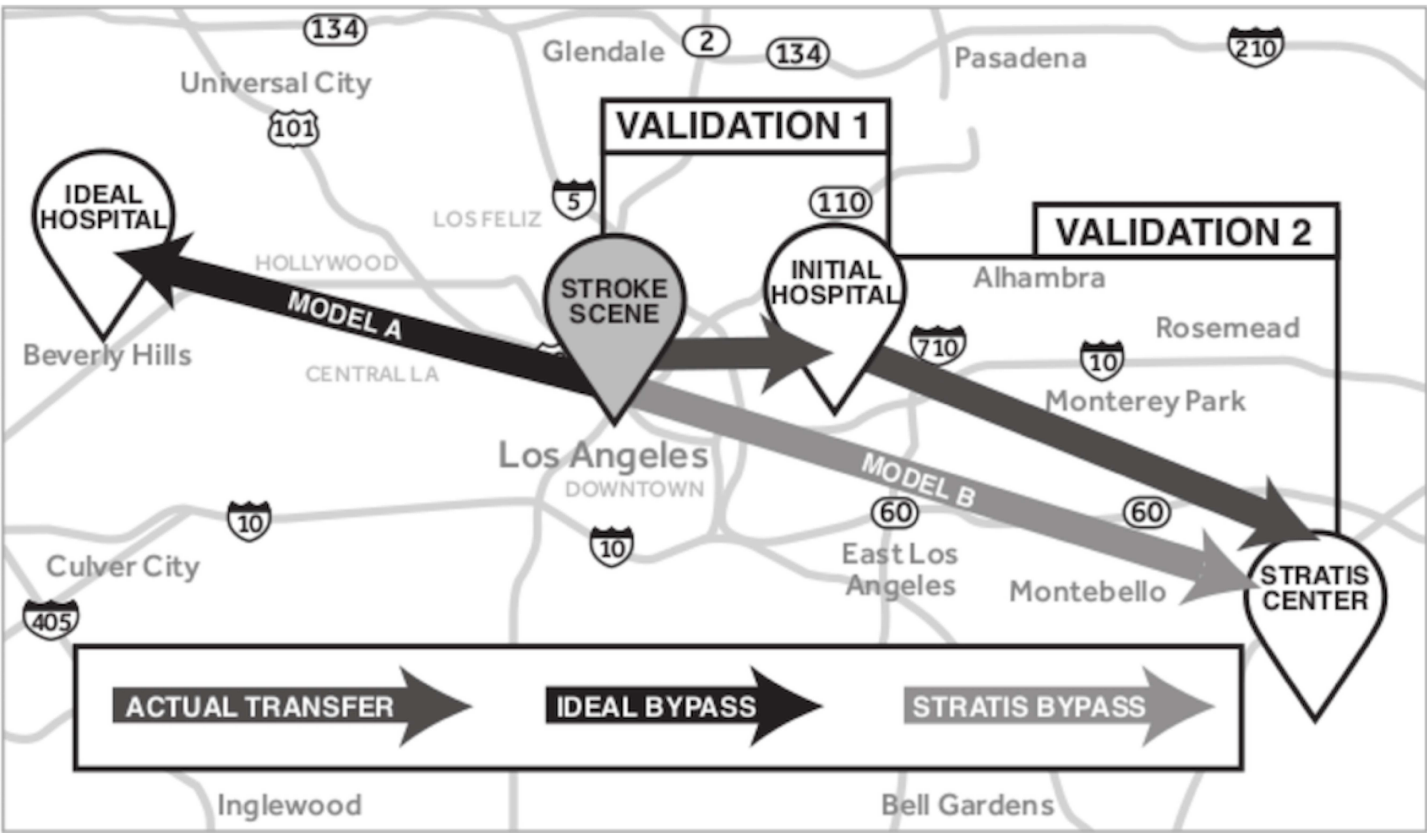 134
Glendale
2
134
Pasadena
210
Universal City
101
VALIDATION 1
IDEAL
HOSPITAL
5
LOS FELIZ
110
VALIDATION 2
HOLLYWOOD
STROKE
SCENE
INITIAL
HOSPITAL
Alhambra
MODEL A
Rosemead
710
10
Beverly Hills
CENTRAL LA
Monterey Park
Los Angeles
DOWNTOWN
MODEL B
10
10
60
60
Culver City
East Los
Angeles
Montebello
STRATIS
CENTER
405
ACTUAL TRANSFER
IDEAL BYPASS
STRATIS BYPASS
Inglewood
Bell Gardens